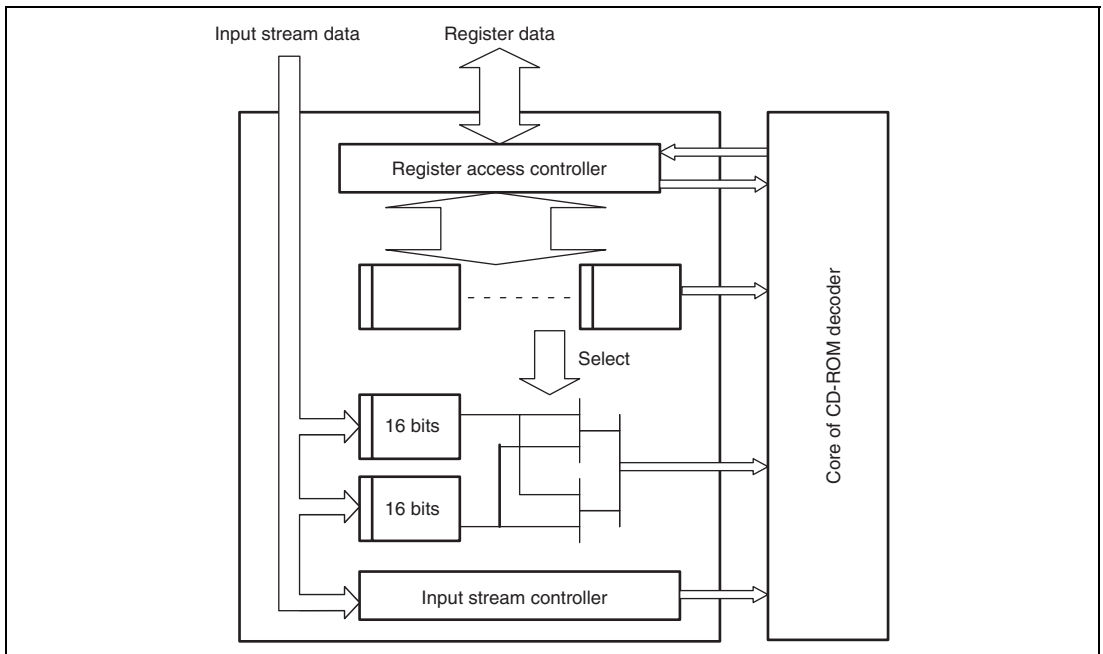 Input stream data
Register data
Register access controller
Select
16 bits
16 bits
Input stream controller
Core of CD-ROM decoder